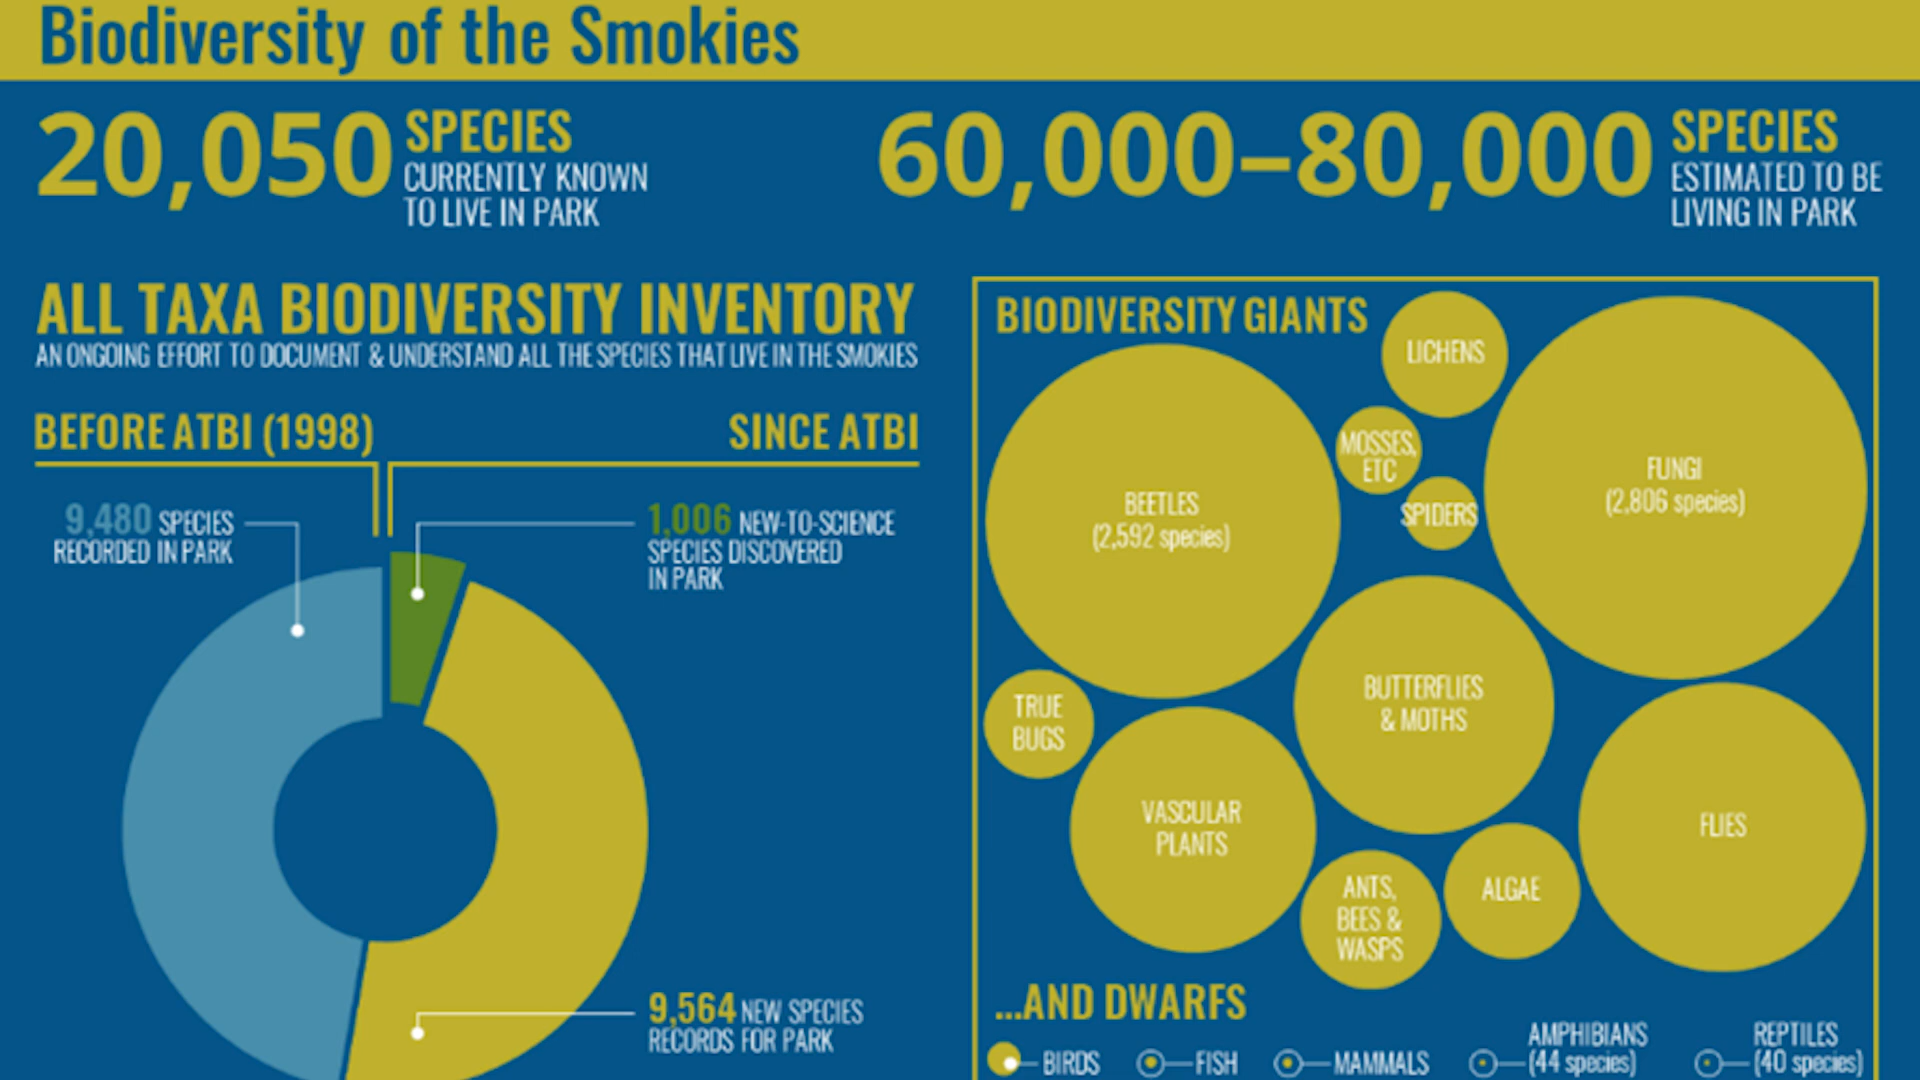 Biodiversity of the Smokies
20,050 SPECIES
CURRENTLY KNOWN
TO LIVE IN PARK
60,000–80,000 SPECIES
ESTIMATED TO BE
LIVING IN PARK
ALL TAXA BIODIVERSITY INVENTORY
AN ONGOING EFFORT TO DOCUMENT & UNDERSTAND ALL THE SPECIES THAT LIVE IN THE SMOKIES
BEFORE ATBI (1998)
SINCE ATBI
9,480 SPECIES
RECORDED IN PARK
1,006 NEW-TO-SCIENCE
SPECIES DISCOVERED
IN PARK
9,564 NEW SPECIES
RECORDS FOR PARK
BIODIVERSITY GIANTS
LICHENS
MOSSES,
ETC
SPIDERS
BEETLES
(2,592 species)
FUNGI
(2,806 species)
TRUE
BUGS
BUTTERFLIES
& MOTHS
VASCULAR
PLANTS
FLIES
ANTS,
BEES &
WASPS
ALGAE
...AND DWARFS
BIRDS
FISH
MAMMALS
AMPHIBIANS
(44 species)
REPTILES
(40 species)